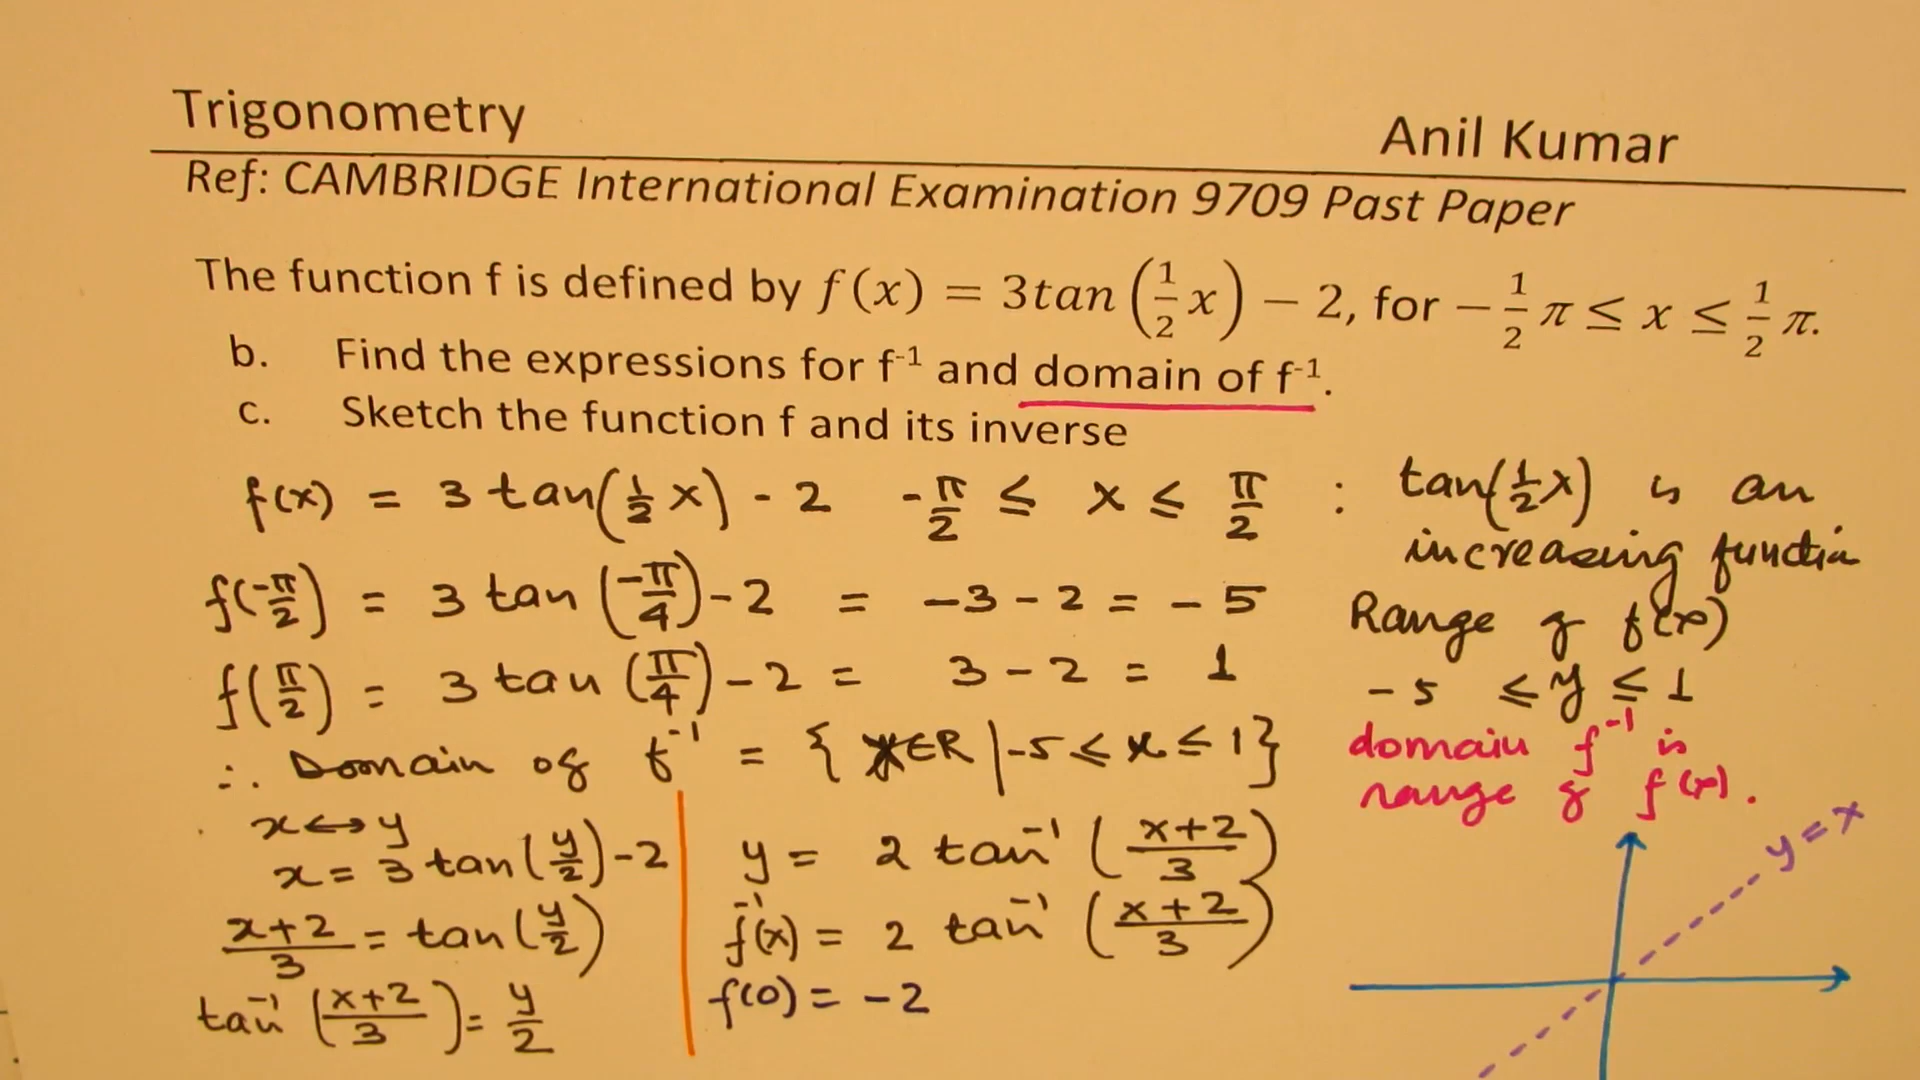 Trigonometry
Anil Kumar
Ref: CAMBRIDGE International Examination 9709 Past Paper
The function f is defined by f(x) = 3tan(1/2 x) − 2, for −1/2 π ≤ x ≤ 1/2 π.
b. Find the expressions for f⁻¹ and domain of f⁻¹.
c. Sketch the function f and its inverse
f(x) = 3 tan(1/2 x) - 2   -π/2 ≤ x ≤ π/2 : tan(1/2 x) is an
increasing function
f(-π/2) = 3 tan(-π/4) - 2 = -3 - 2 = -5
Range of f(x)
f(π/2) = 3 tan(π/4) - 2 = 3 - 2 = 1
-5 ≤ y ≤ 1
∴ Domain of f⁻¹ = { x∈R | -5 ≤ x ≤ 1}
domain f⁻¹ is
range of f(x).
x ↔ y
x = 3 tan(y/2) - 2
(x+2)/3 = tan(y/2)
tan⁻¹((x+2)/3) = y/2
y = 2 tan⁻¹((x+2)/3)
f⁻¹(x) = 2 tan⁻¹((x+2)/3)
f(0) = -2
y = x